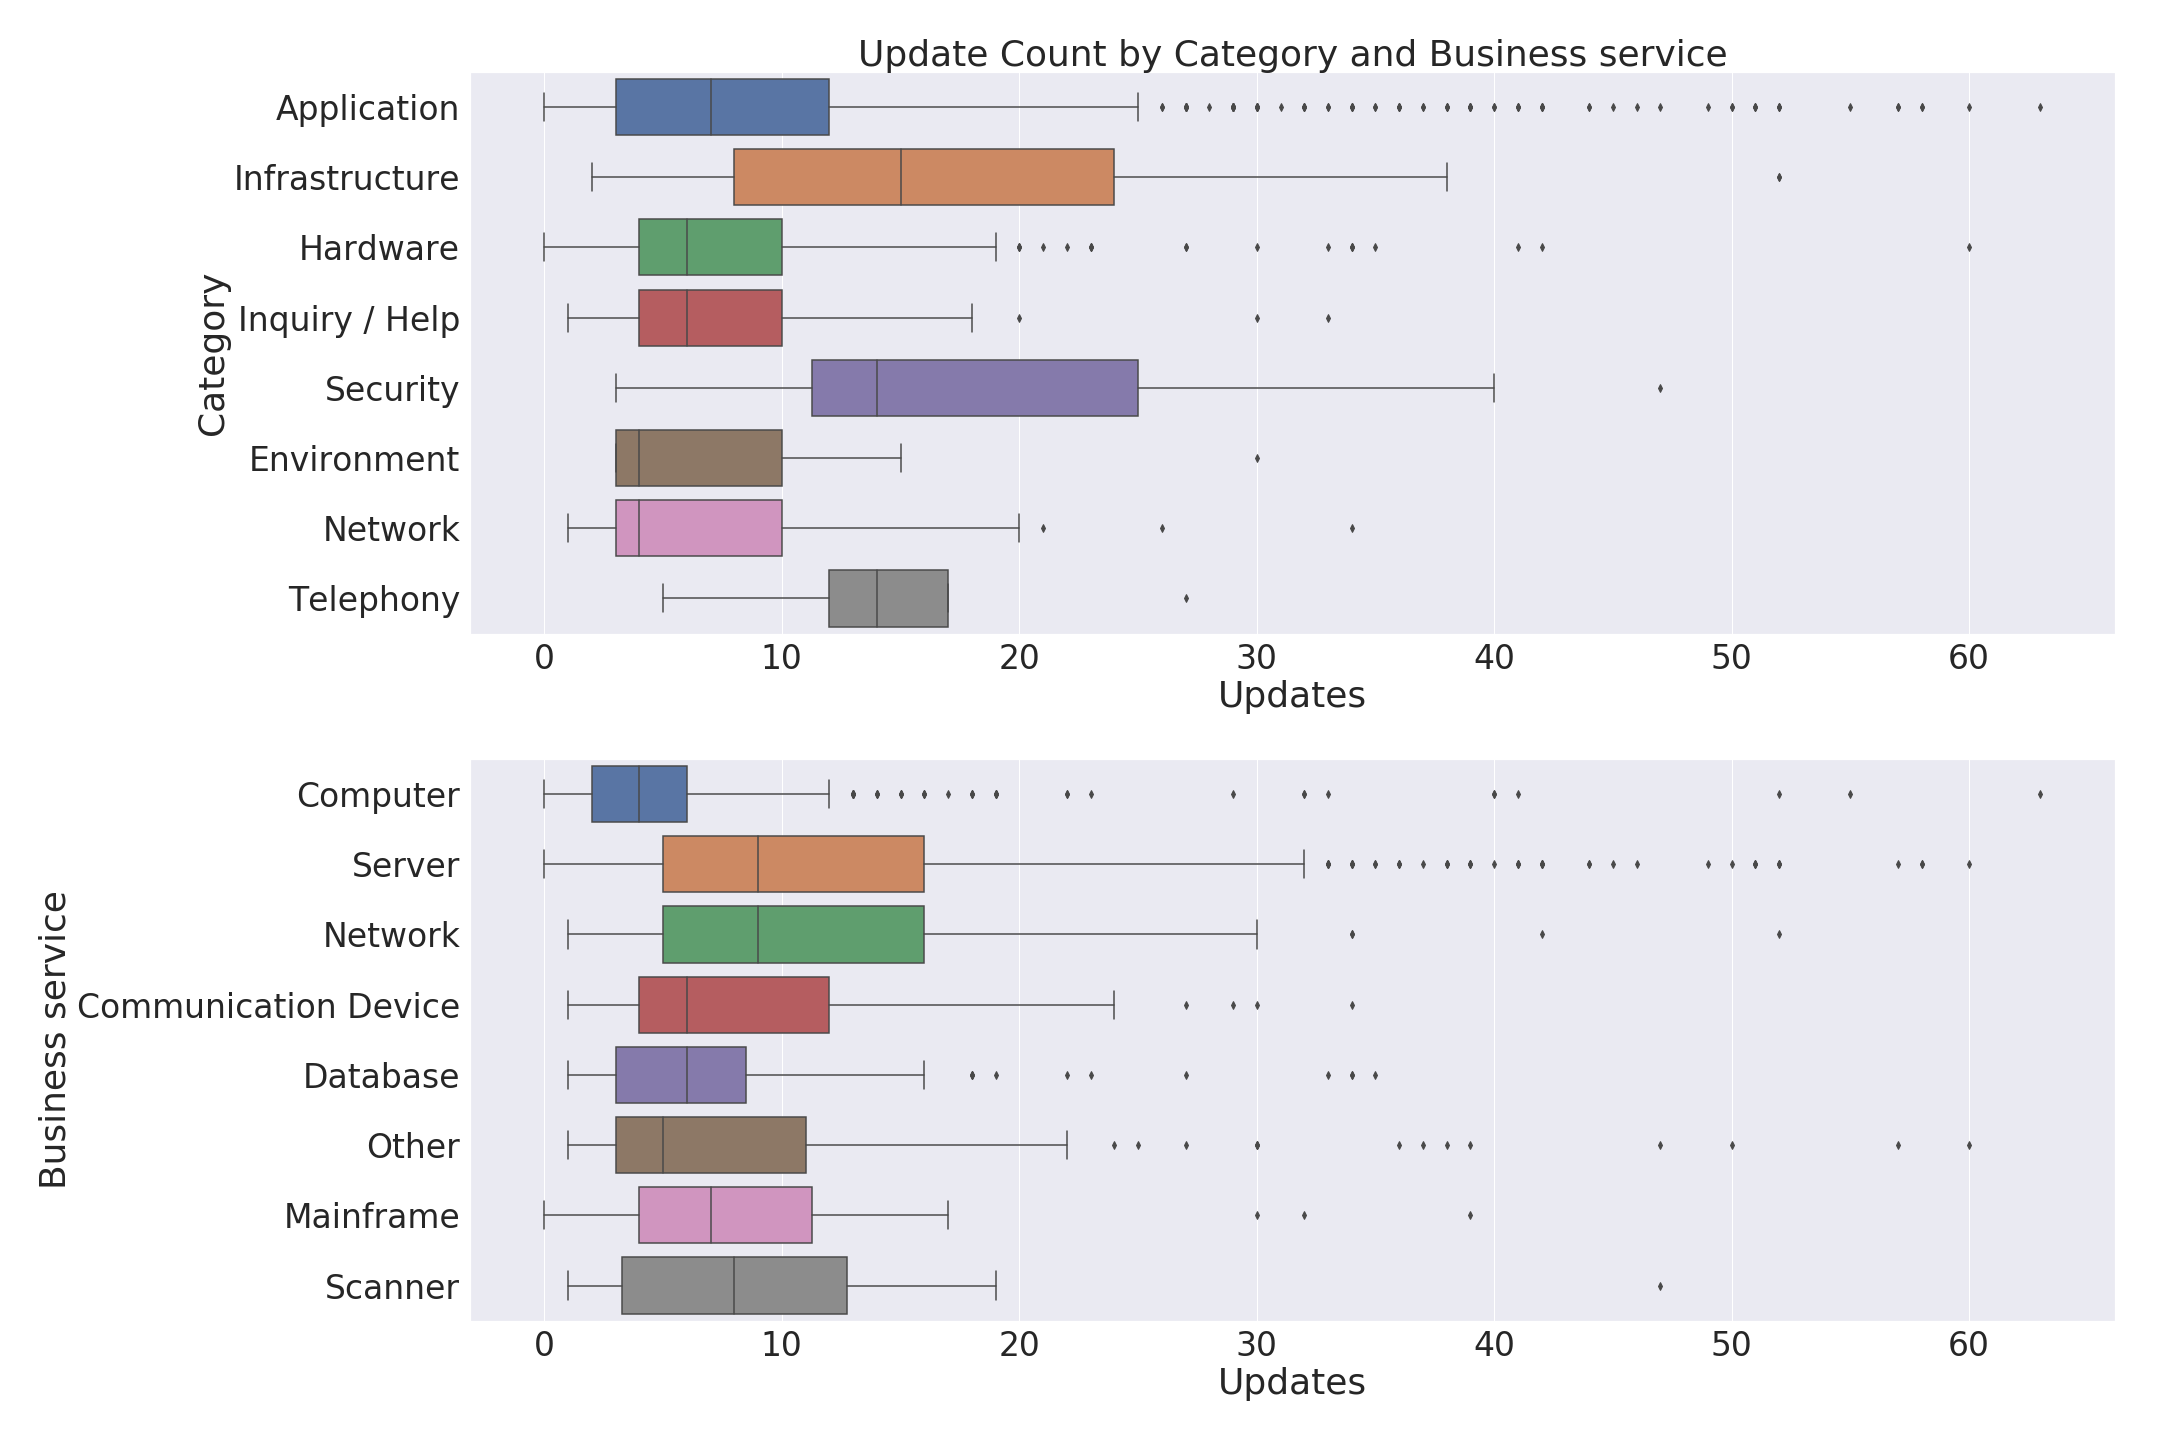 Update Count by Category and Business service
Category
Application
Infrastructure
Hardware
Inquiry / Help
Security
Environment
Network
Telephony
0 10 20 30 40 50 60
Updates
Business service
Computer
Server
Network
Communication Device
Database
Other
Mainframe
Scanner
0 10 20 30 40 50 60
Updates